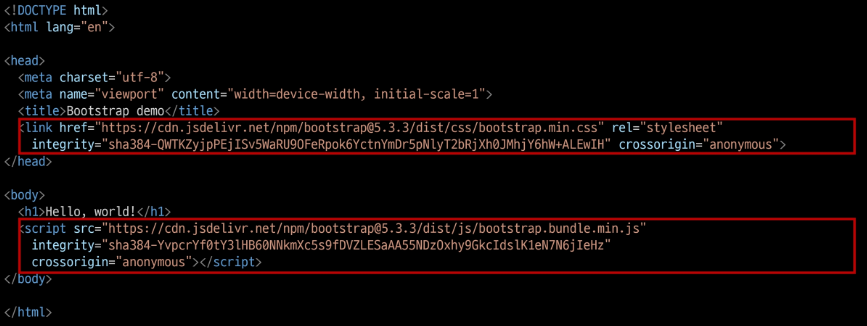 <!DOCTYPE html>
<html lang="en">
<head>
<meta charset="utf-8">
<meta name="viewport" content="width=device-width, initial-scale=1">
<title>Bootstrap demo</title>
<link href="https://cdn.jsdelivr.net/npm/bootstrap@5.3.3/dist/css/bootstrap.min.css" rel="stylesheet"
integrity="sha384-QWTKZyjpPEjISv5WaRU9OFeRpok6YctnYmDr5pNlyT2bRjXh0JMhjY6hW+ALEwIH" crossorigin="anonymous">
</head>
<body>
<h1>Hello, world!</h1>
<script src="https://cdn.jsdelivr.net/npm/bootstrap@5.3.3/dist/js/bootstrap.bundle.min.js"
integrity="sha384-YvpcrYf0tY3lHB60NNkmXc5s9fDVZLESaAA55NDzOxhy9GkcIdslK1eN7N6jIeHz"
crossorigin="anonymous"></script>
</body>
</html>